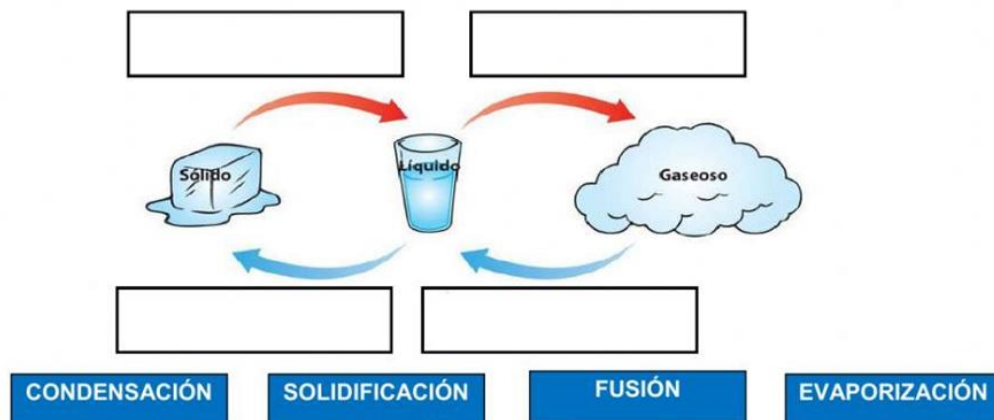 Sólido
Líquido
Gaseoso
CONDENSACIÓN
SOLIDIFICACIÓN
FUSIÓN
EVAPORIZACIÓN